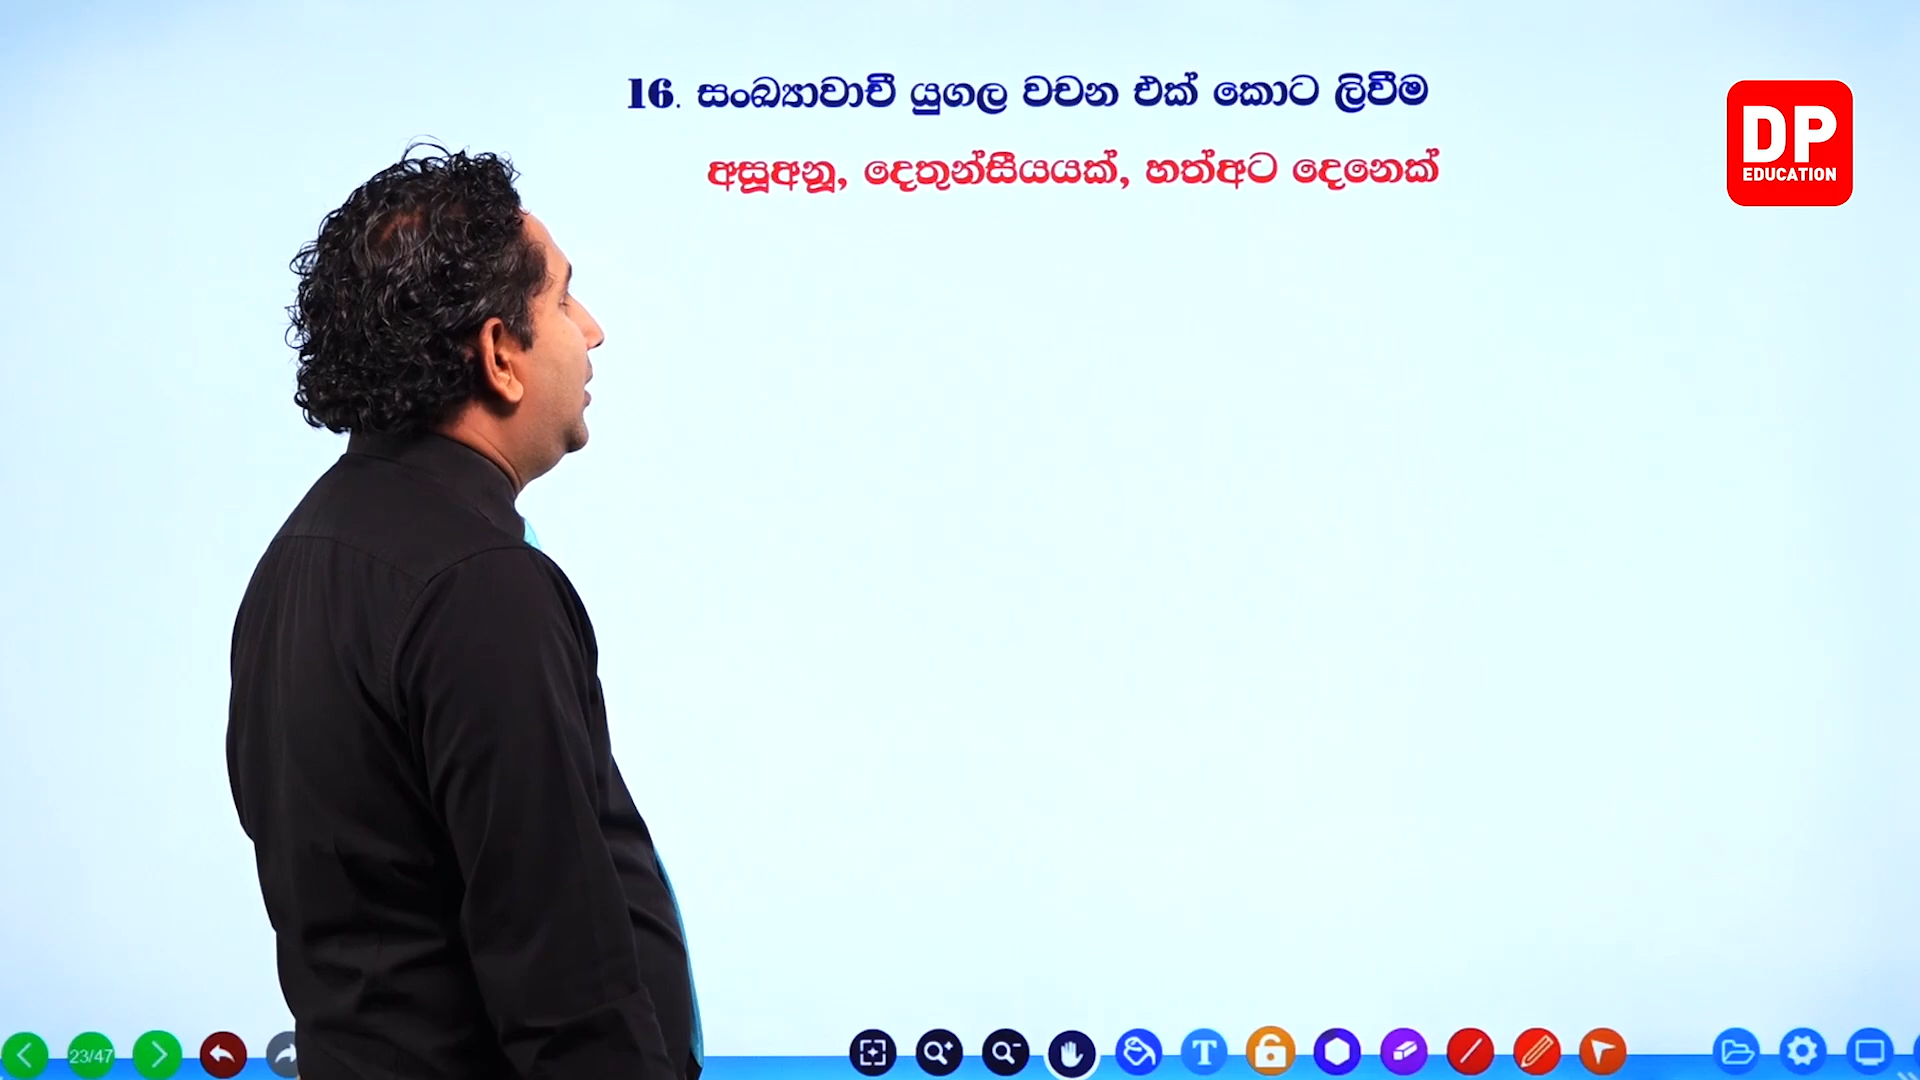 16. සංඛ්‍යාවාචී යුගල වචන එක් කොට ලිවීම
අසූඅනූ, දෙතුන්සීයයක්, හත්අට දෙනෙක්
DP
EDUCATION
23/47
T